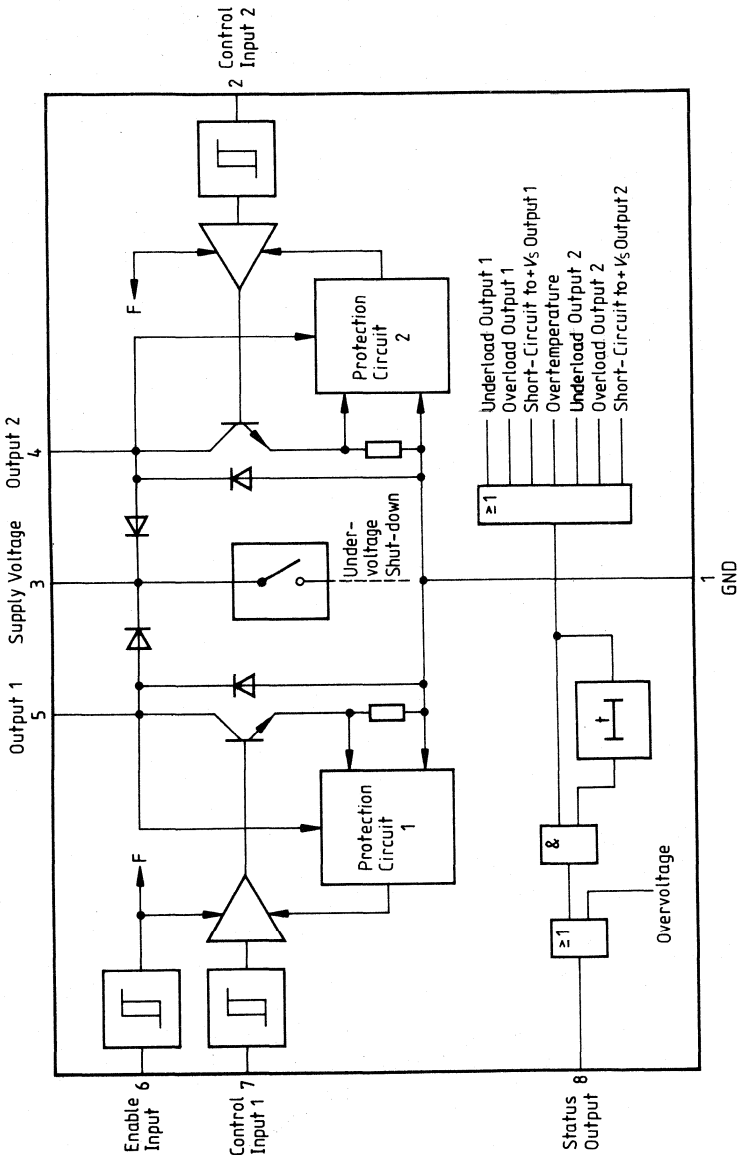 Output 1
Supply Voltage
Output 2
5
3
4
Enable
Input
6
Control
Input 1
7
Status
Output
8
Control
Input 2
2
1
GND
F
F
Protection
Circuit
1
Protection
Circuit
2
Under-
voltage
Shut-down
≥1
&
t
≥1
Overvoltage
Underload Output 1
Overload Output 1
Short-Circuit to +VS Output 1
Overtemperature
Underload Output 2
Overload Output 2
Short-Circuit to +VS Output 2